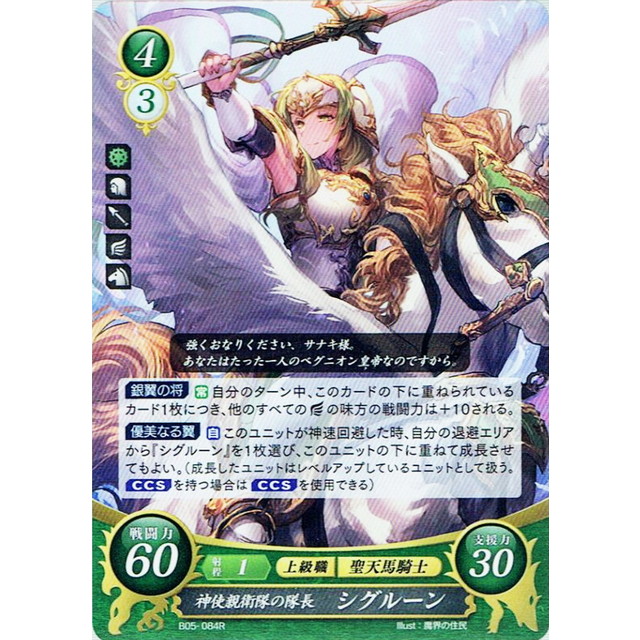 4
3
強くおなりください、サナキ様。
あなたはたった一人のベグニオン皇帝なのですから。
銀翼の将 常 自分のターン中、このカードの下に重ねられている
カード1枚につき、他のすべての の味方の戦闘力は+10される。
優美なる翼 自 このユニットが神速回避した時、自分の退避エリア
から『シグルーン』を1枚選び、このユニットの下に重ねて成長させ
てもよい。(成長したユニットはレベルアップしているユニットとして扱う。
CCS を持つ場合は CCS を使用できる)
戦闘力
60
射程 1
上級職
聖天馬騎士
支援力
30
神使親衛隊の隊長 シグルーン
B05-084R
Illust：魔界の住民